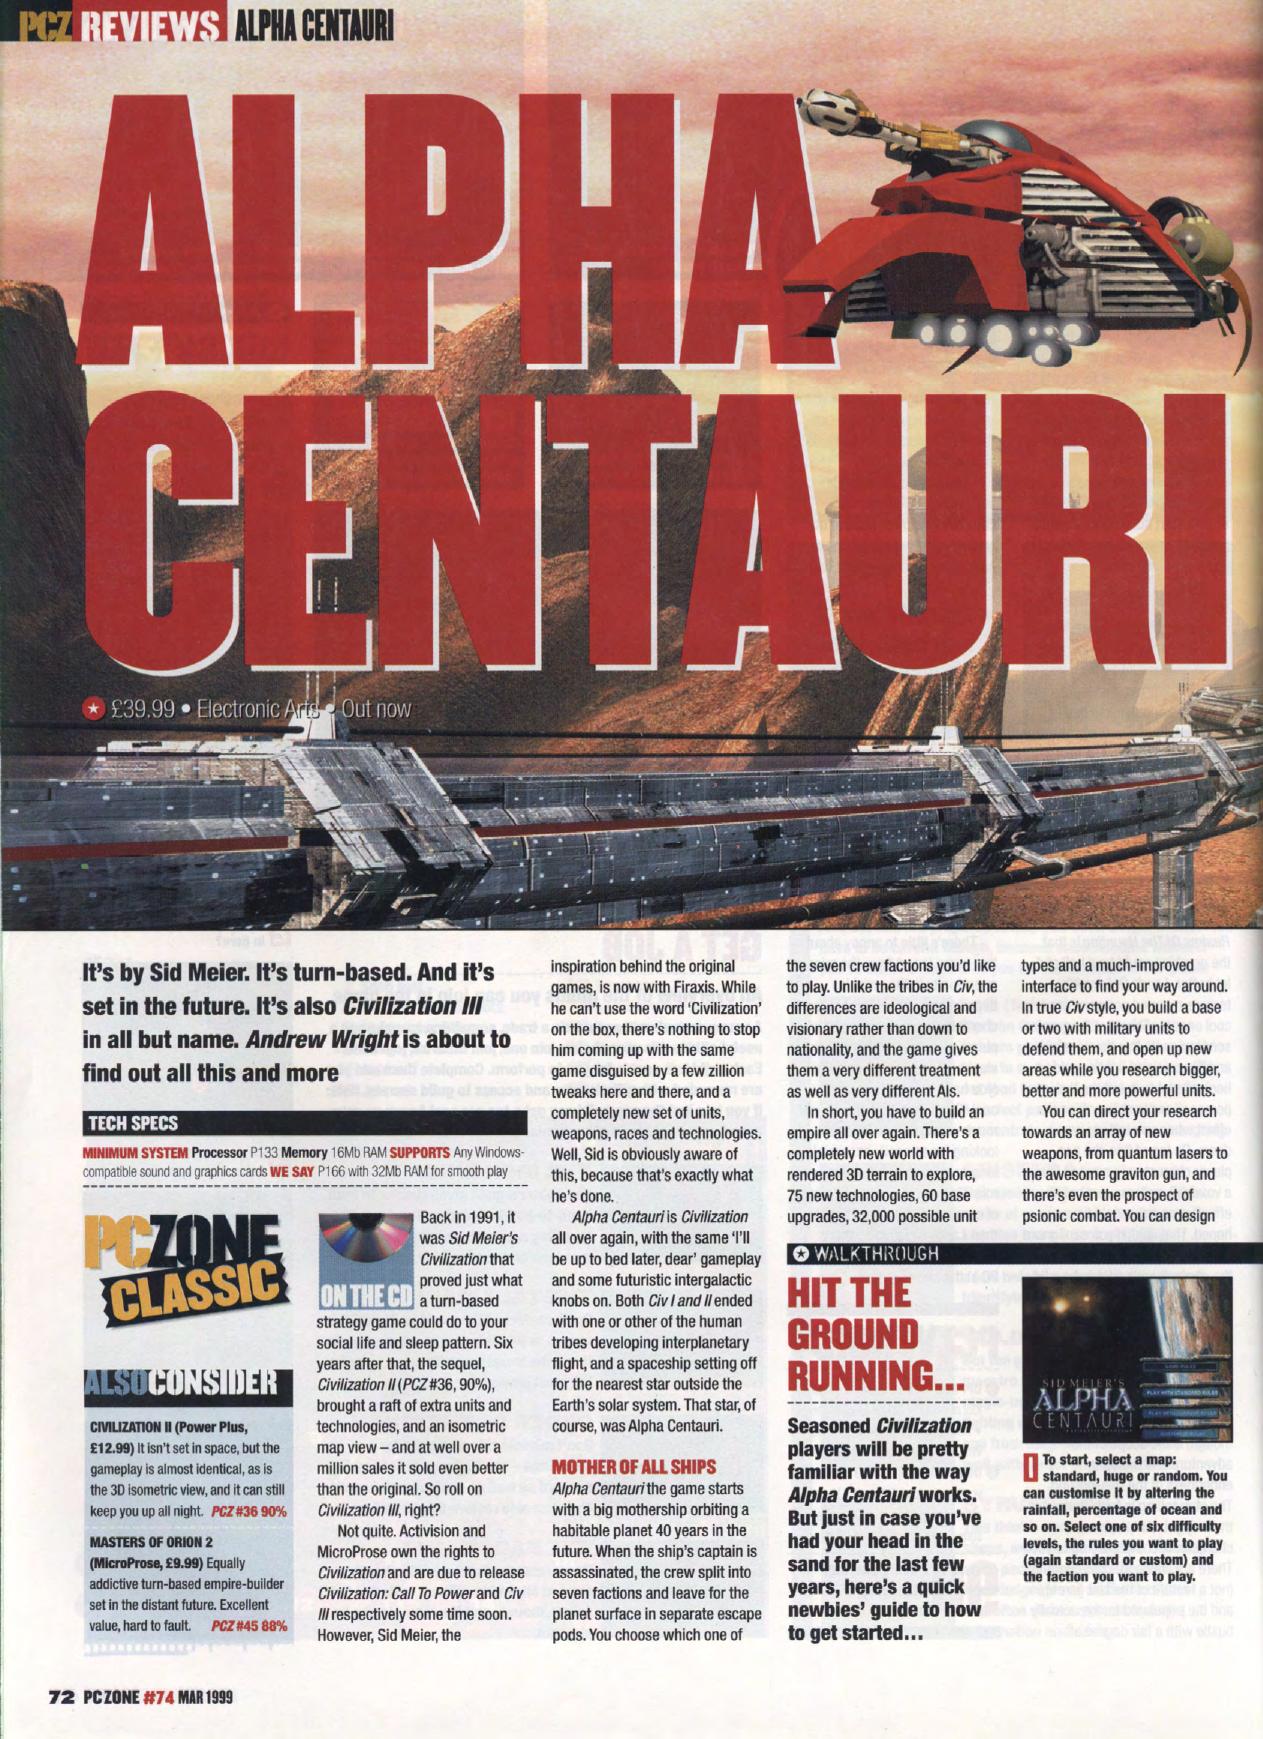 PCZ REVIEWS ALPHA CENTAURI
ALPHA
CENTAURI
£39.99 • Electronic Arts • Out now
It's by Sid Meier. It's turn-based. And it's
set in the future. It's also Civilization III
in all but name. Andrew Wright is about to
find out all this and more
TECH SPECS
MINIMUM SYSTEM Processor P133 Memory 16Mb RAM SUPPORTS Any Windows-
compatible sound and graphics cards WE SAY P166 with 32Mb RAM for smooth play
PCZONE
CLASSIC
ALSO CONSIDER
CIVILIZATION II (Power Plus,
£12.99) It isn't set in space, but the
gameplay is almost identical, as is
the 3D isometric view, and it can still
keep you up all night. PCZ #36 90%
MASTERS OF ORION 2
(MicroProse, £9.99) Equally
addictive turn-based empire-builder
set in the distant future. Excellent
value, hard to fault. PCZ #45 88%
ON THE CD
Back in 1991, it
was Sid Meier's
Civilization that
proved just what
a turn-based
strategy game could do to your
social life and sleep pattern. Six
years after that, the sequel,
Civilization II (PCZ #36, 90%),
brought a raft of extra units and
technologies, and an isometric
map view – and at well over a
million sales it sold even better
than the original. So roll on
Civilization III, right?
Not quite. Activision and
MicroProse own the rights to
Civilization and are due to release
Civilization: Call To Power and Civ
III respectively some time soon.
However, Sid Meier, the
inspiration behind the original
games, is now with Firaxis. While
he can't use the word 'Civilization'
on the box, there's nothing to stop
him coming up with the same
game disguised by a few zillion
tweaks here and there, and a
completely new set of units,
weapons, races and technologies.
Well, Sid is obviously aware of
this, because that's exactly what
he's done.
Alpha Centauri is Civilization
all over again, with the same 'I'll
be up to bed later, dear' gameplay
and some futuristic intergalactic
knobs on. Both Civ I and II ended
with one or other of the human
tribes developing interplanetary
flight, and a spaceship setting off
for the nearest star outside the
Earth's solar system. That star, of
course, was Alpha Centauri.
MOTHER OF ALL SHIPS
Alpha Centauri the game starts
with a big mothership orbiting a
habitable planet 40 years in the
future. When the ship's captain is
assassinated, the crew split into
seven factions and leave for the
planet surface in separate escape
pods. You choose which one of
the seven crew factions you'd like
to play. Unlike the tribes in Civ, the
differences are ideological and
visionary rather than down to
nationality, and the game gives
them a very different treatment
as well as very different AIs.
In short, you have to build an
empire all over again. There's a
completely new world with
rendered 3D terrain to explore,
75 new technologies, 60 base
upgrades, 32,000 possible unit
types and a much-improved
interface to find your way around.
In true Civ style, you build a base
or two with military units to
defend them, and open up new
areas while you research bigger,
better and more powerful units.
You can direct your research
towards an array of new
weapons, from quantum lasers to
the awesome graviton gun, and
there's even the prospect of
psionic combat. You can design
WALKTHROUGH
HIT THE
GROUND
RUNNING...
Seasoned Civilization
players will be pretty
familiar with the way
Alpha Centauri works.
But just in case you've
had your head in the
sand for the last few
years, here's a quick
newbies' guide to how
to get started...
SID MEIER'S
ALPHA
CENTAURI
To start, select a map:
standard, huge or random. You
can customise it by altering the
rainfall, percentage of ocean and
so on. Select one of six difficulty
levels, the rules you want to play
(again standard or custom) and
the faction you want to play.
72 PC ZONE #74 MAR 1999